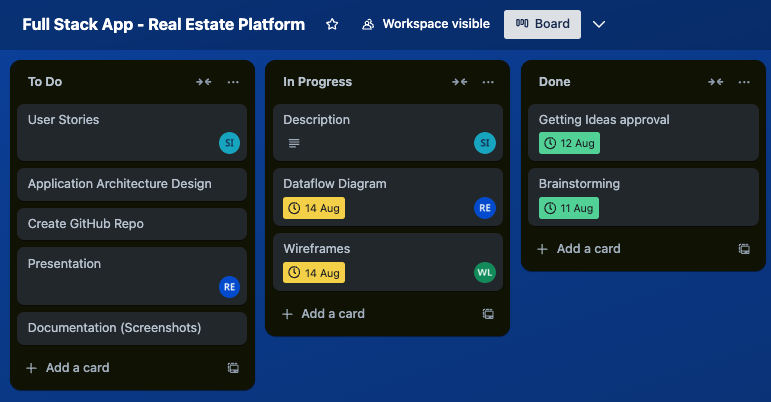 Full Stack App - Real Estate Platform
Workspace visible
Board
To Do
User Stories
SI
Application Architecture Design
Create GitHub Repo
Presentation
RE
Documentation (Screenshots)
Add a card
In Progress
Description
SI
Dataflow Diagram
14 Aug
RE
Wireframes
14 Aug
WL
Add a card
Done
Getting Ideas approval
12 Aug
Brainstorming
11 Aug
Add a card